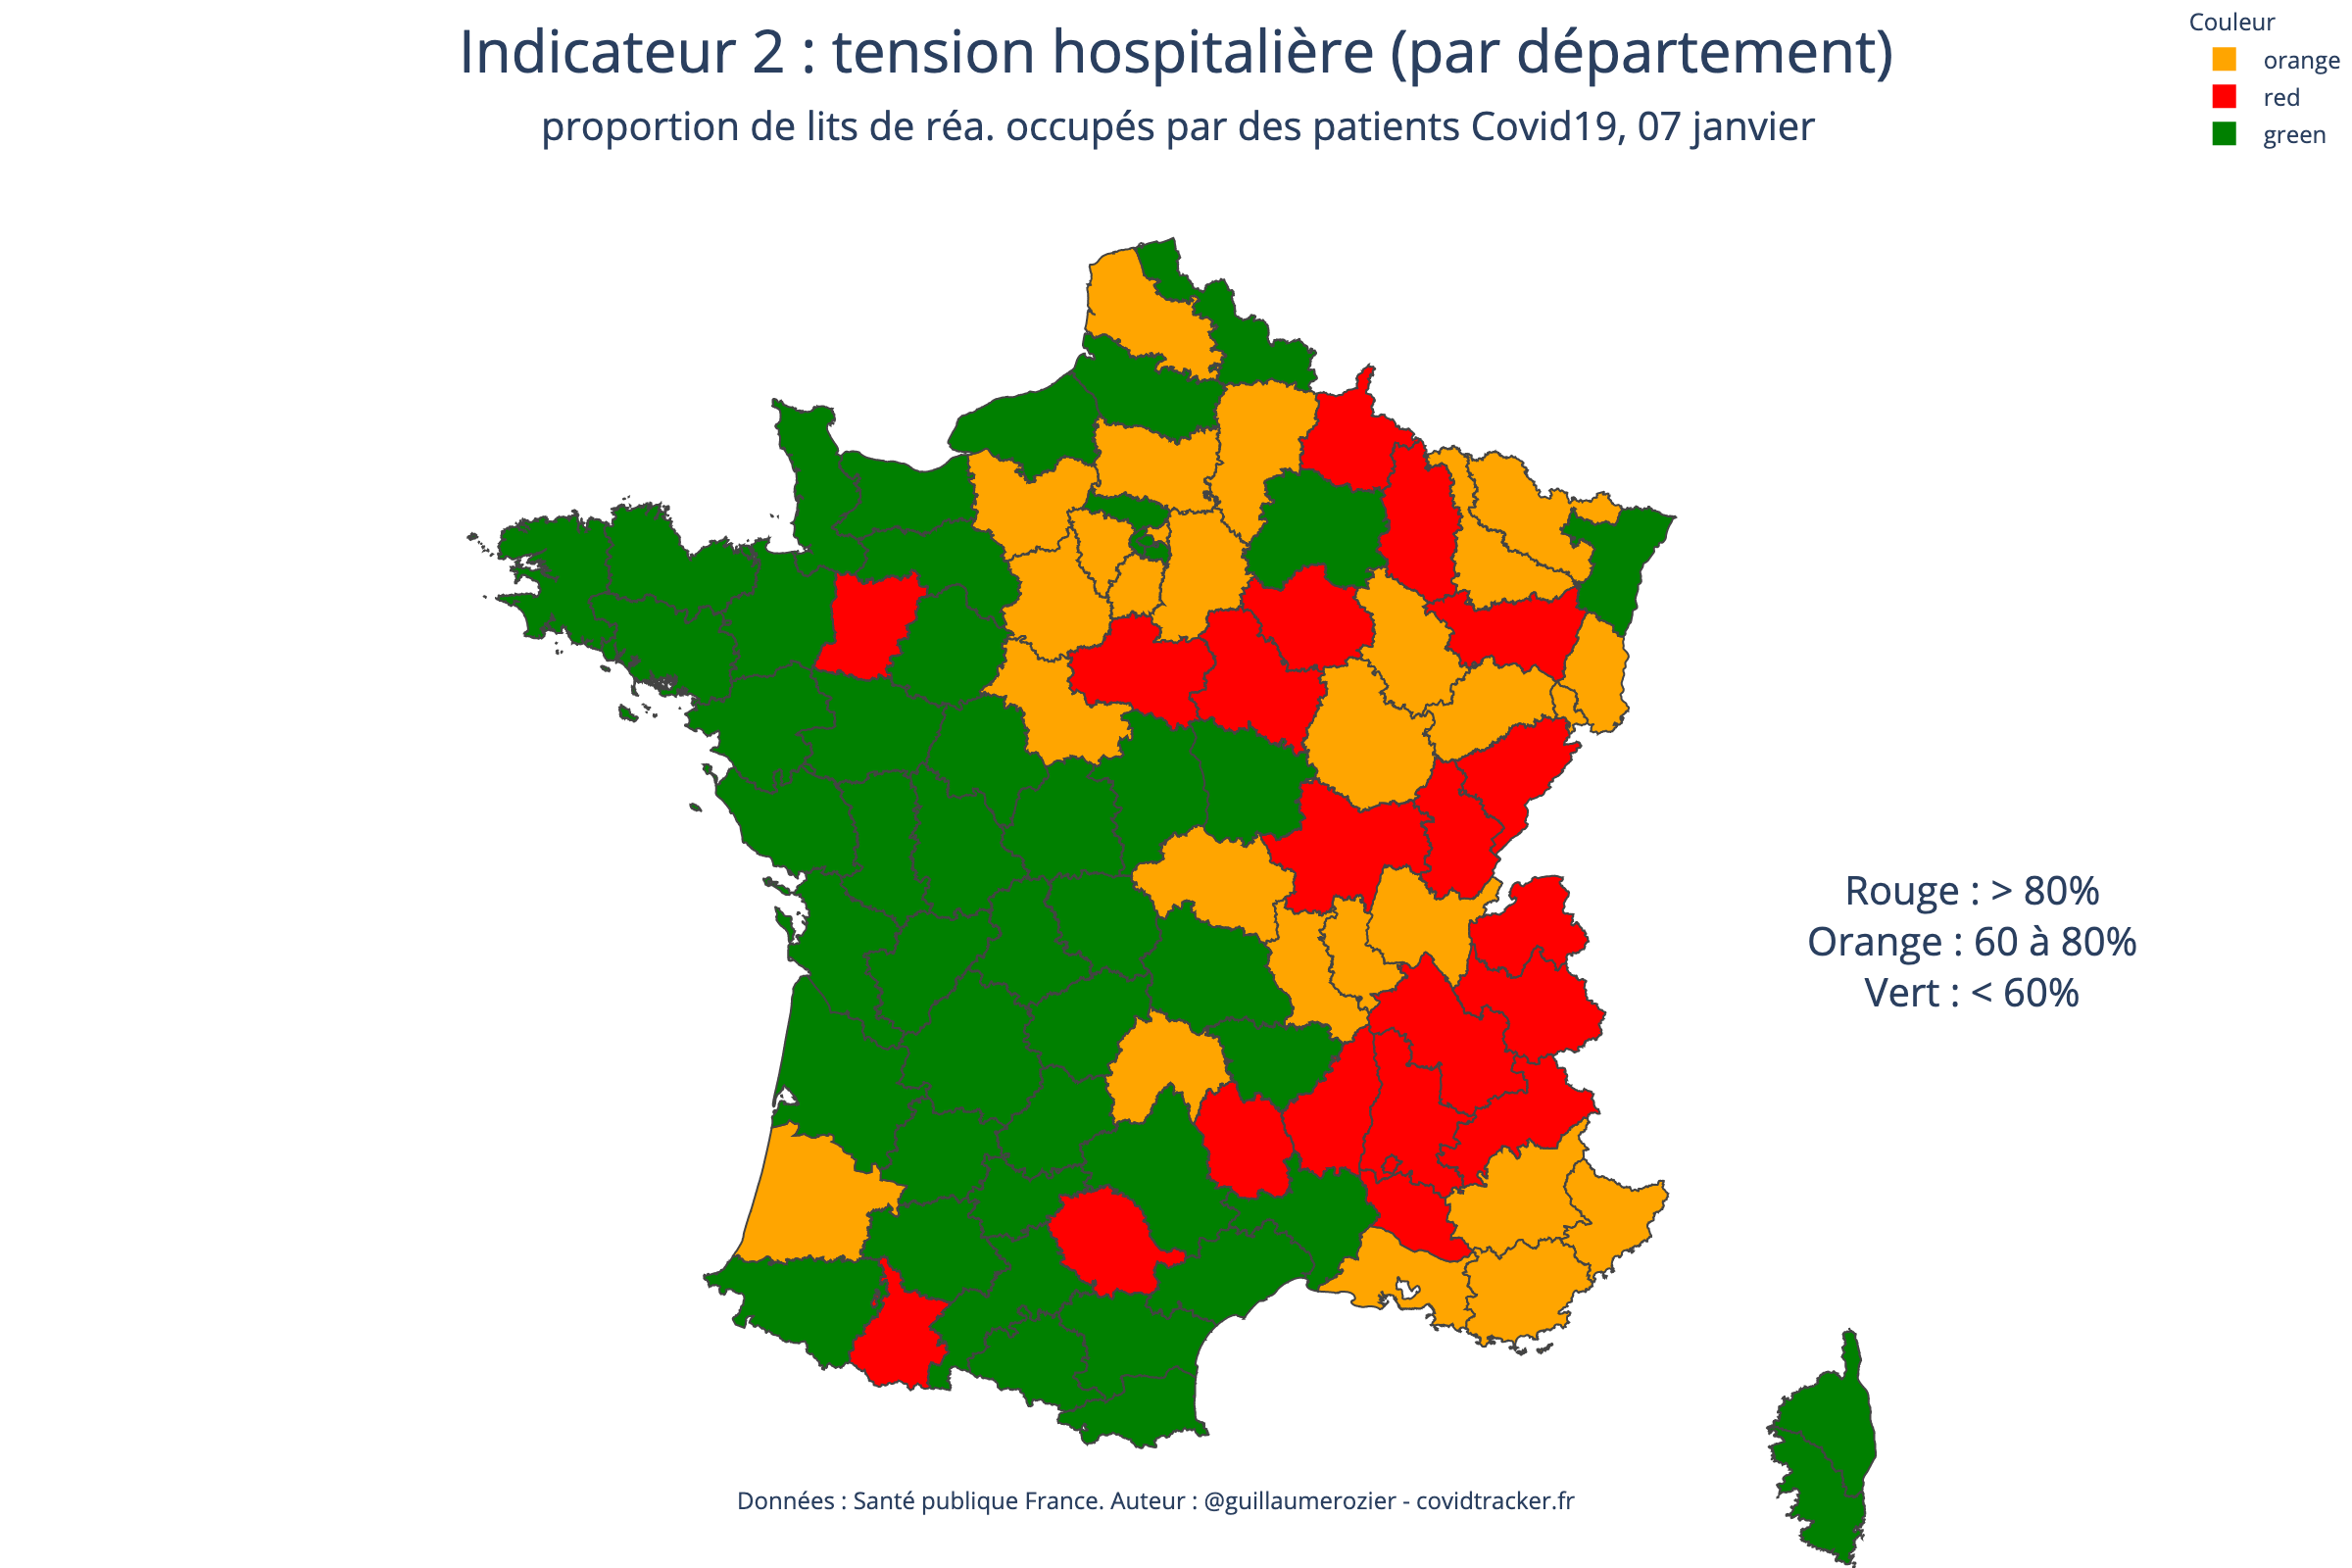 Indicateur 2 : tension hospitalière (par département)
proportion de lits de réa. occupés par des patients Covid19, 07 janvier
Couleur
orange
red
green
Rouge : > 80%
Orange : 60 à 80%
Vert : < 60%
Données : Santé publique France. Auteur : @guillaumerozier - covidtracker.fr